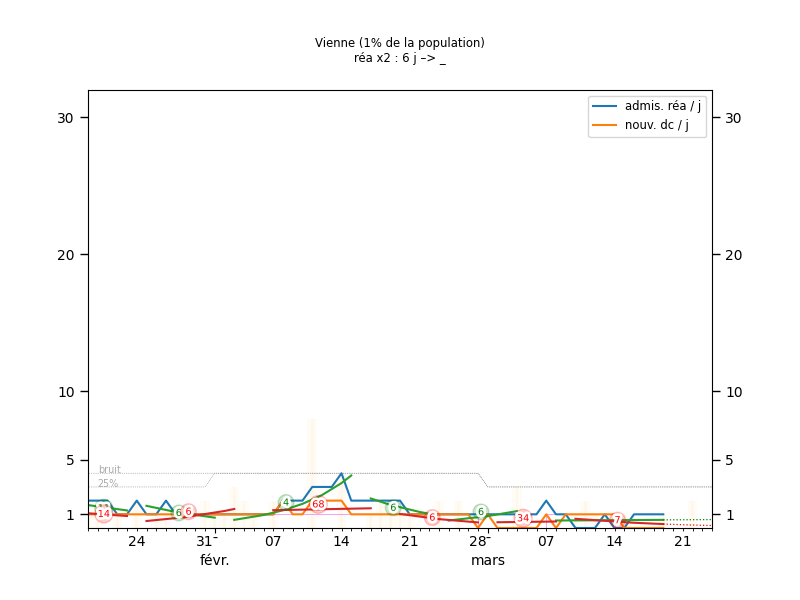 Vienne (1% de la population)
réa x2 : 6 j –> _
admis. réa / j
nouv. dc / j
30 30
20 20
10 10
5 5
1 1
bruit
25%
14 6 6 4 68 6 6 6 34 7
24 31 07 14 21 28 07 14 21
févr. mars